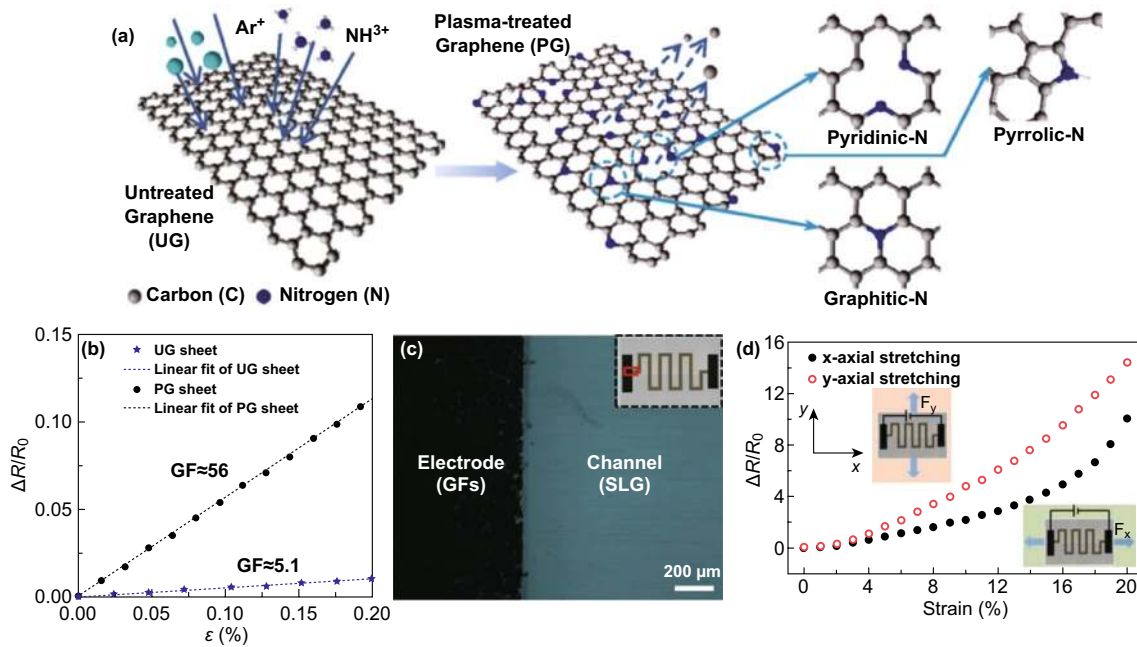 (a)
Ar+
NH3+
Plasma-treated
Graphene (PG)
Untreated
Graphene
(UG)
Pyridinic-N
Pyrrolic-N
Graphitic-N
Carbon (C)
Nitrogen (N)
(b)
UG sheet
Linear fit of UG sheet
PG sheet
Linear fit of PG sheet
GF≈56
GF≈5.1
ΔR/R0
0.15
0.10
0.05
0.00
0.00
0.05
0.10
0.15
0.20
ε (%)
(c)
Electrode
(GFs)
Channel
(SLG)
200 µm
(d)
x-axial stretching
y-axial stretching
y
x
Fy
Fx
ΔR/R0
16
12
8
4
0
0
4
8
12
16
20
Strain (%)